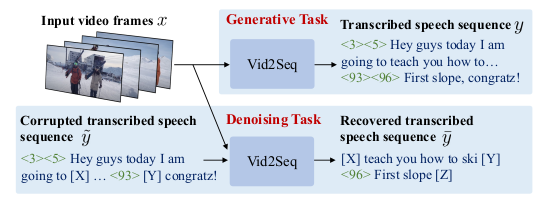 Input video frames x
Generative Task
Vid2Seq
Transcribed speech sequence y
<3><5> Hey guys today I am
going to teach you how to…
<93><96> First slope, congratz!
Corrupted transcribed speech
sequence ỹ
<3><5> Hey guys today I am
going to [X] … <93> [Y] congratz!
Denoising Task
Vid2Seq
Recovered transcribed
speech sequence ȳ
[X] teach you how to ski [Y]
<96> First slope [Z]